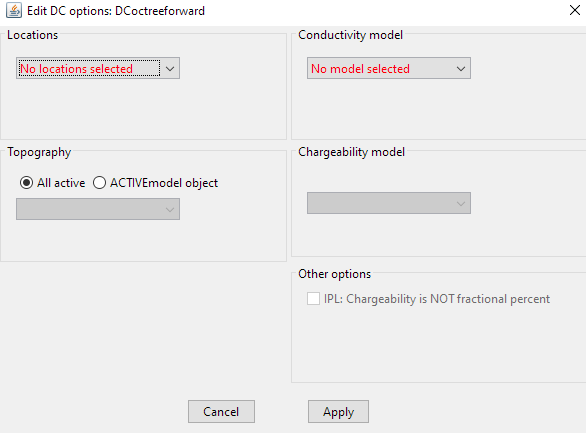 Edit DC options: DCoctreeforward
Locations
No locations selected
Conductivity model
No model selected
Topography
All active
ACTIVEmodel object
Chargeability model
Other options
IPL: Chargeability is NOT fractional percent
Cancel
Apply